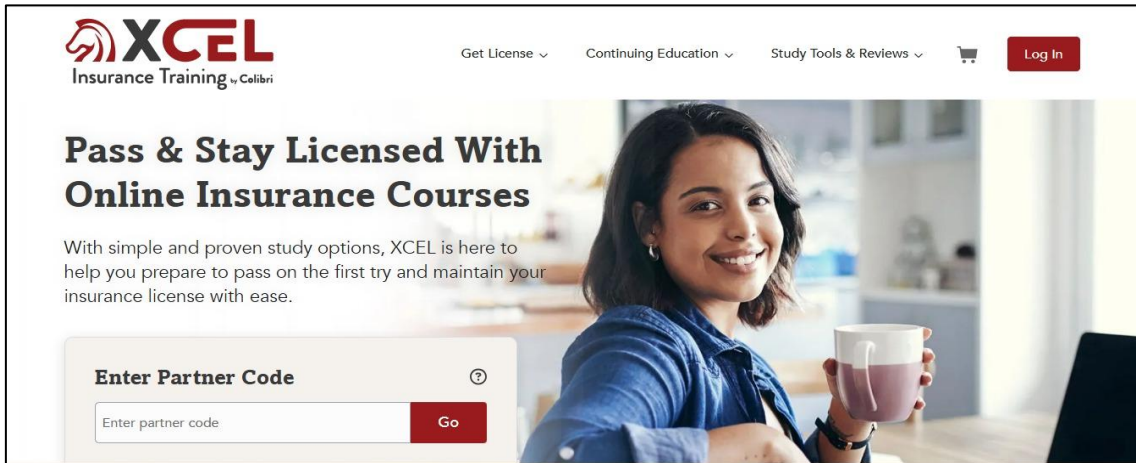 XCEL
Insurance Training by Colibri
Get License
Continuing Education
Study Tools & Reviews
Log In
Pass & Stay Licensed With
Online Insurance Courses
With simple and proven study options, XCEL is here to
help you prepare to pass on the first try and maintain your
insurance license with ease.
Enter Partner Code
?
Enter partner code
Go